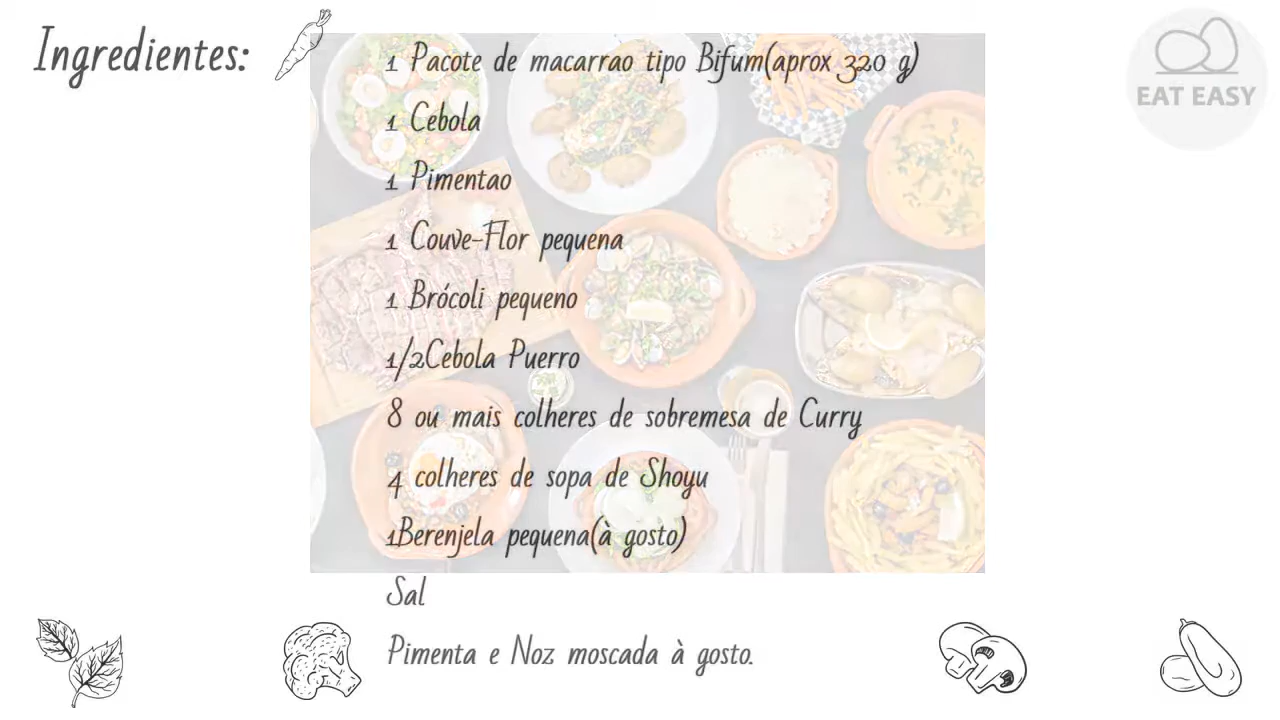 Ingredientes:
1 Pacote de macarrao tipo Bifum(aprox 320 g)
1 Cebola
1 Pimentao
1 Couve-Flor pequena
1 Brócoli pequeno
1/2Cebola Puerro
8 ou mais colheres de sobremesa de Curry
4 colheres de sopa de Shoyu
1Berenjela pequena(à gosto)
Sal
Pimenta e Noz moscada à gosto.
EAT EASY